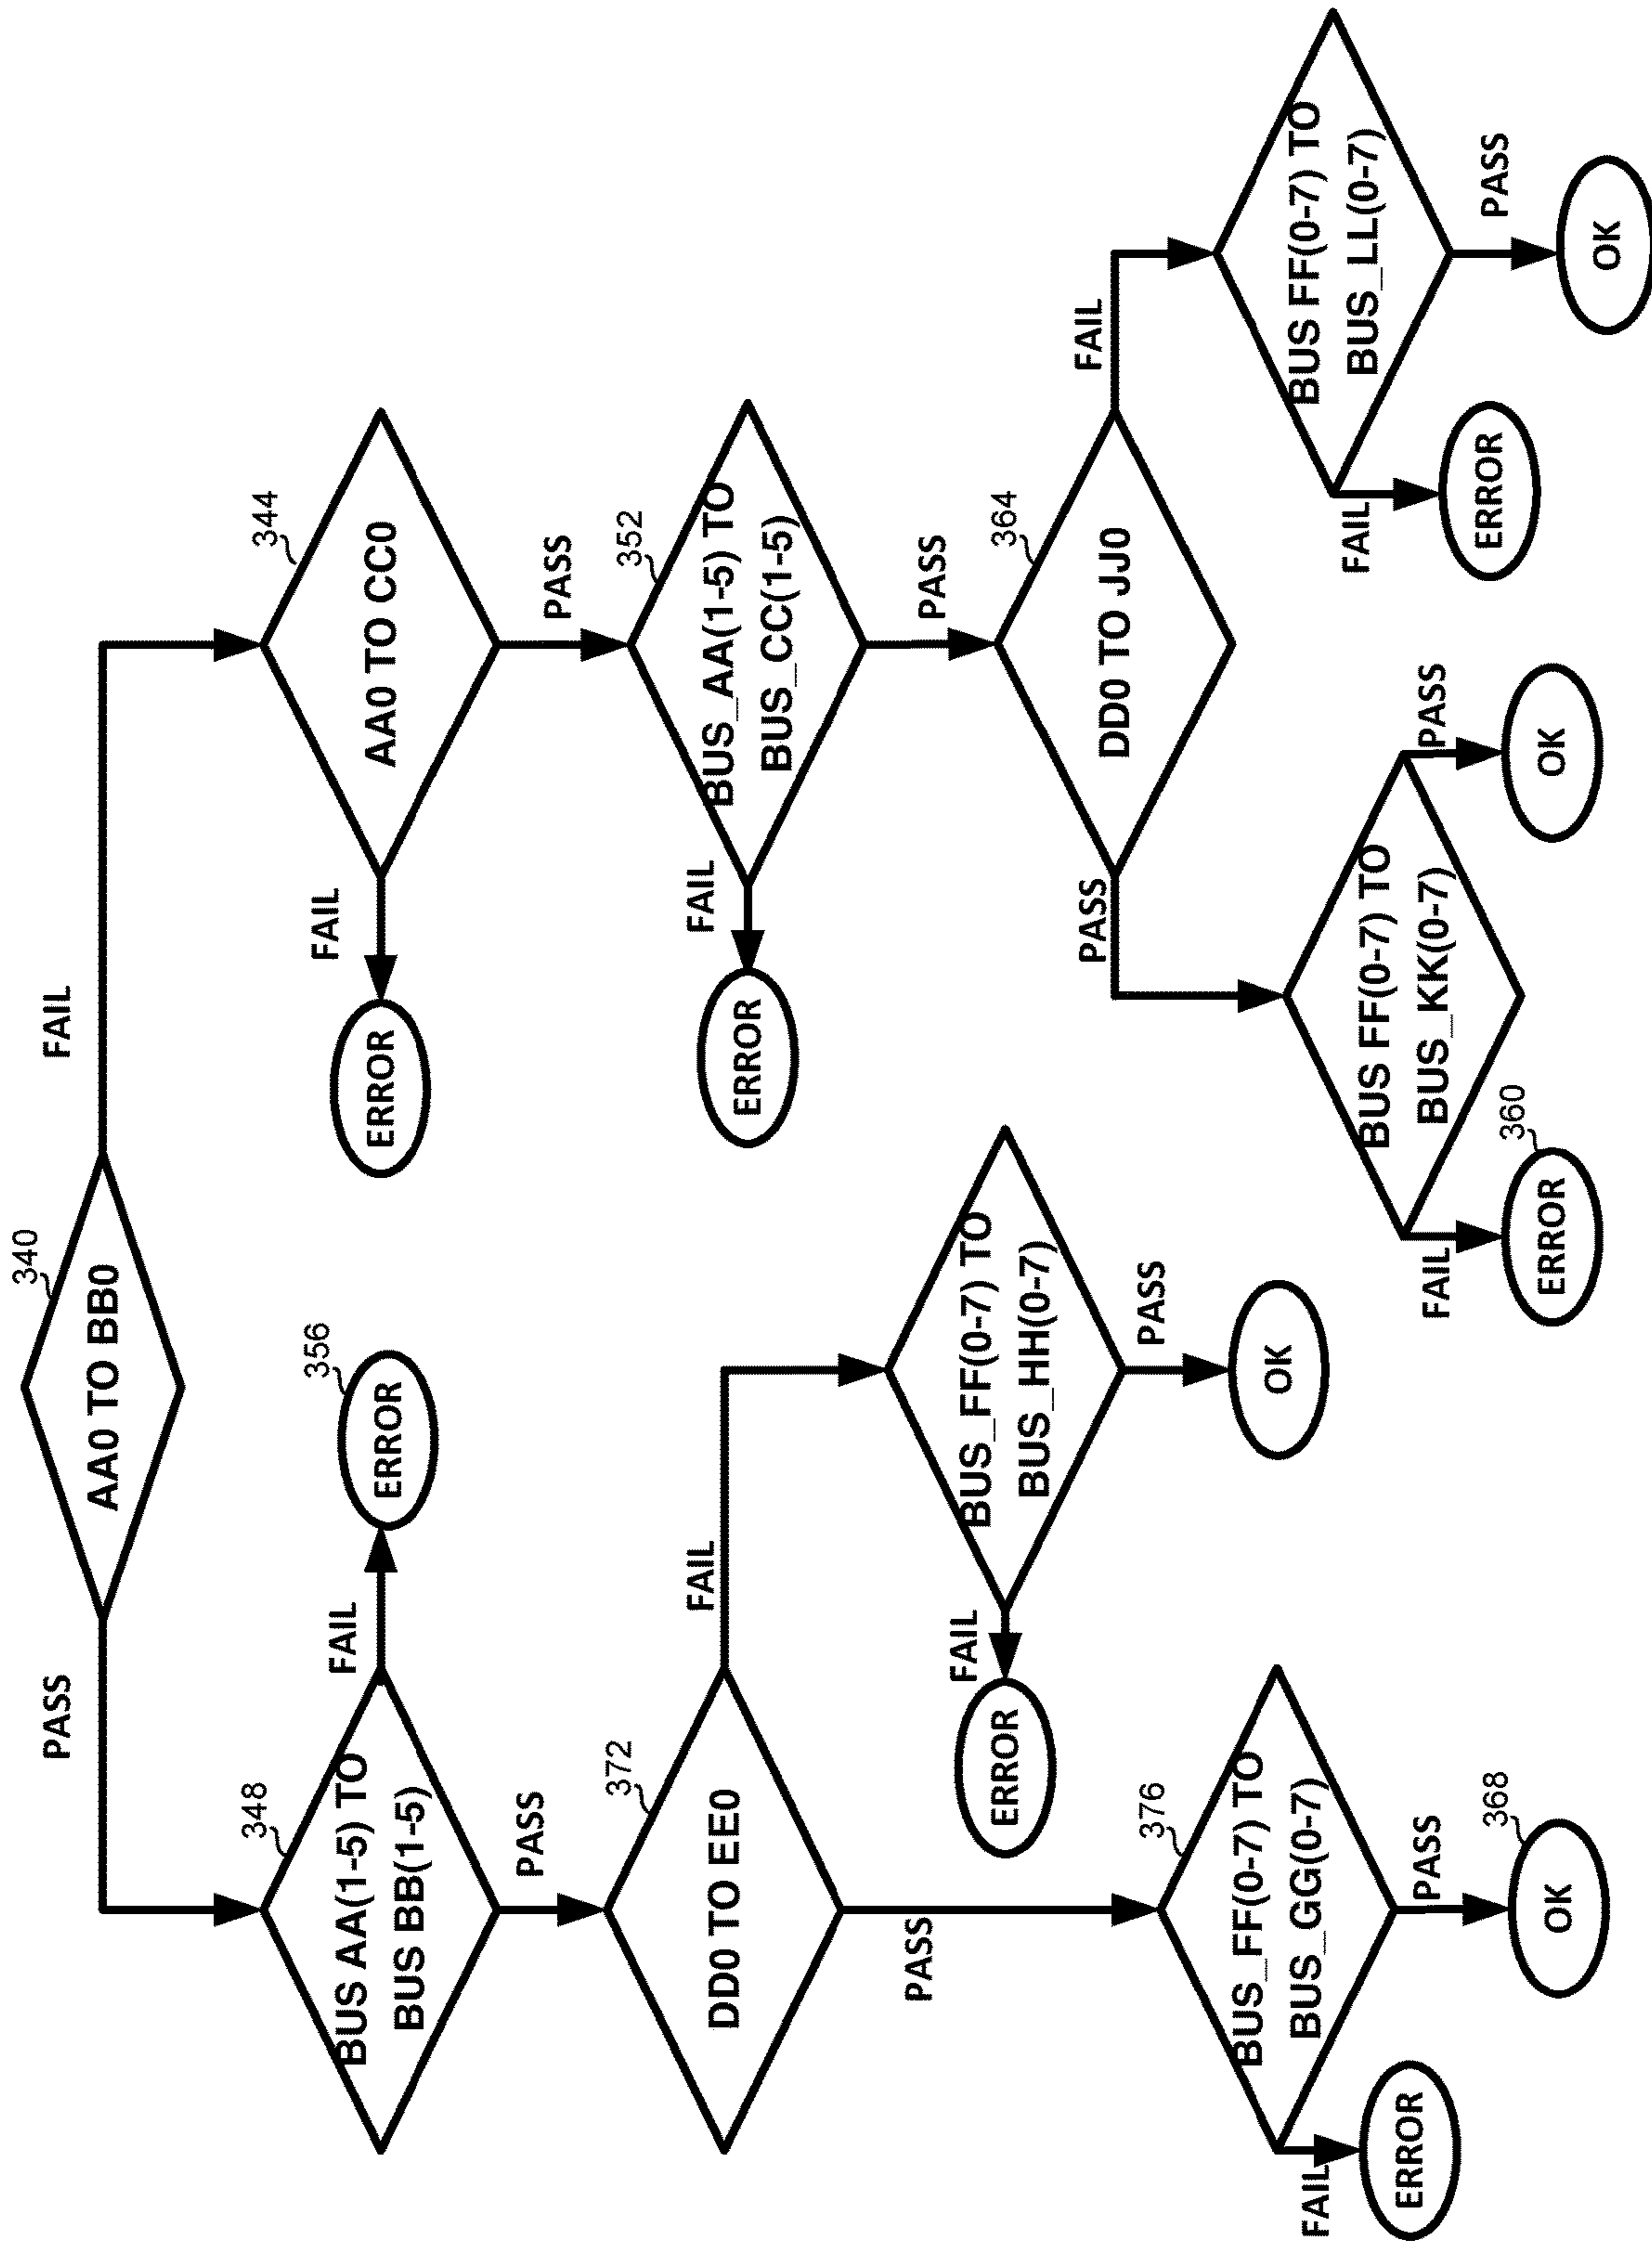 340
AA0 TO BB0
PASS
FAIL
348
BUS AA(1-5) TO
BUS BB(1-5)
FAIL
356
ERROR
PASS
344
AA0 TO CC0
FAIL
ERROR
PASS
352
BUS_AA(1-5) TO
BUS_CC(1-5)
FAIL
ERROR
PASS
372
DD0 TO EE0
FAIL
PASS
BUS_FF(0-7) TO
BUS_HH(0-7)
FAIL
ERROR
PASS
OK
376
BUS_FF(0-7) TO
BUS_GG(0-7)
FAIL
ERROR
PASS
368
OK
364
DD0 TO JJ0
PASS
FAIL
BUS FF(0-7) TO
BUS_KK(0-7)
FAIL
360
ERROR
PASS
OK
BUS FF(0-7) TO
BUS_LL(0-7)
FAIL
ERROR
PASS
OK